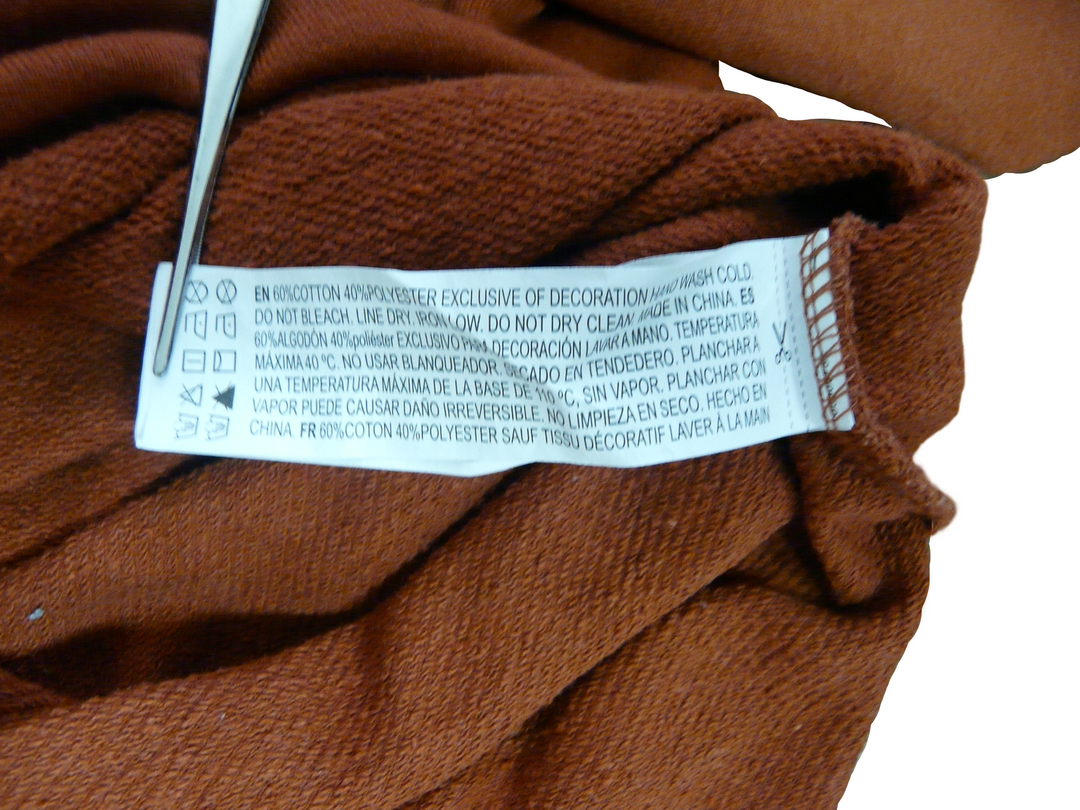 EN 60%COTTON 40%POLYESTER EXCLUSIVE OF DECORATION HAND WASH COLD.
DO NOT BLEACH. LINE DRY. IRON LOW. DO NOT DRY CLEAN. MADE IN CHINA. ES
60%ALGODÓN 40%poliéster EXCLUSIVO PARA DECORACIÓN LAVAR A MANO. TEMPERATURA
MÁXIMA 40 ºC. NO USAR BLANQUEADOR. SECADO EN TENDEDERO. PLANCHAR A
UNA TEMPERATURA MÁXIMA DE LA BASE DE 110 ºC, SIN VAPOR. PLANCHAR CON
VAPOR PUEDE CAUSAR DAÑO IRREVERSIBLE. NO LIMPIEZA EN SECO. HECHO EN
CHINA. FR 60%COTON 40%POLYESTER SAUF TISSU DÉCORATIF LAVER À LA MAIN